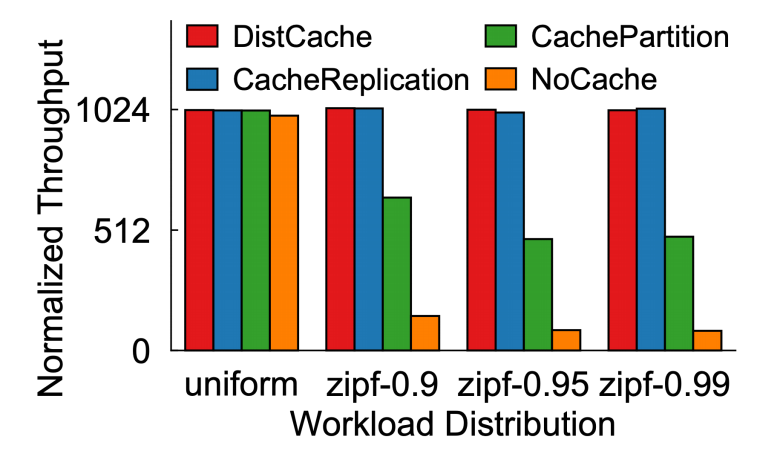 DistCache
CachePartition
CacheReplication
NoCache
Normalized Throughput
1024
512
0
uniform zipf-0.9 zipf-0.95 zipf-0.99
Workload Distribution